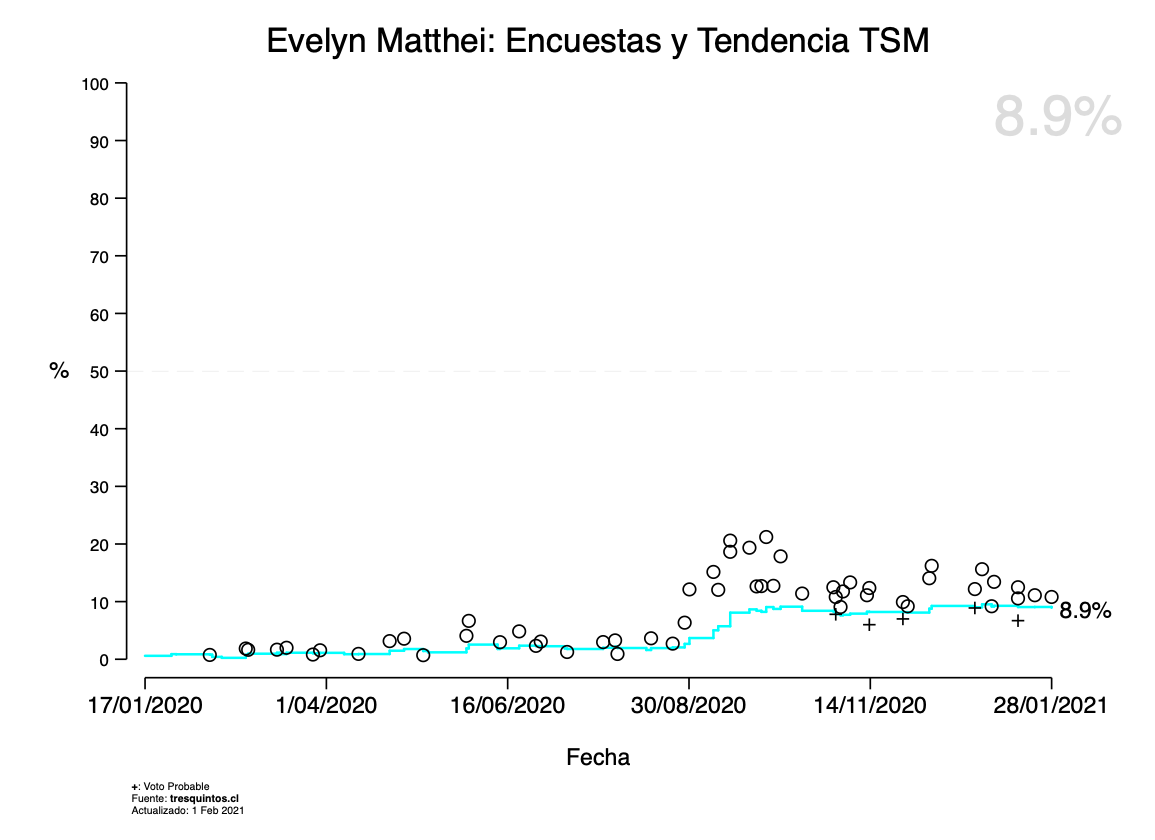 Evelyn Matthei: Encuestas y Tendencia TSM
8.9%
100
90
80
70
60
50
40
30
20
10
0
%
8.9%
17/01/2020 1/04/2020 16/06/2020 30/08/2020 14/11/2020 28/01/2021
Fecha
+: Voto Probable
Fuente: tresquintos.cl
Actualizado: 1 Feb 2021